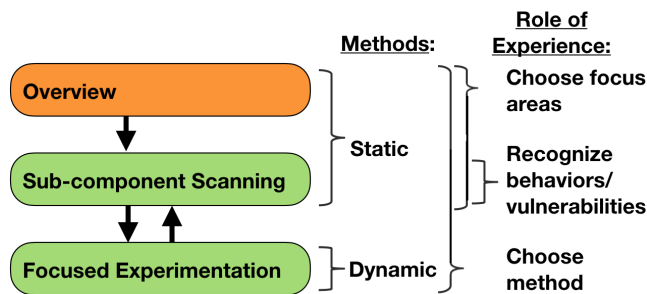 Role of
Methods: Experience:
Overview
Choose focus
areas
Static
Sub-component Scanning
Recognize
behaviors/
vulnerabilities
Focused Experimentation
Dynamic
Choose
method